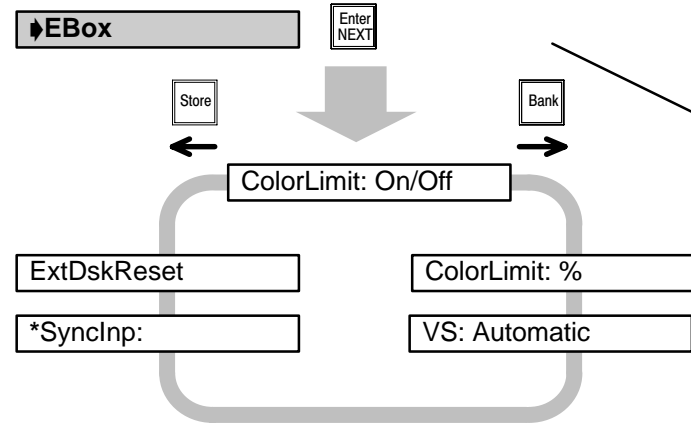 ➧EBox
Enter
NEXT
Store
Bank
ColorLimit: On/Off
ExtDskReset
ColorLimit: %
*SyncInp:
VS: Automatic